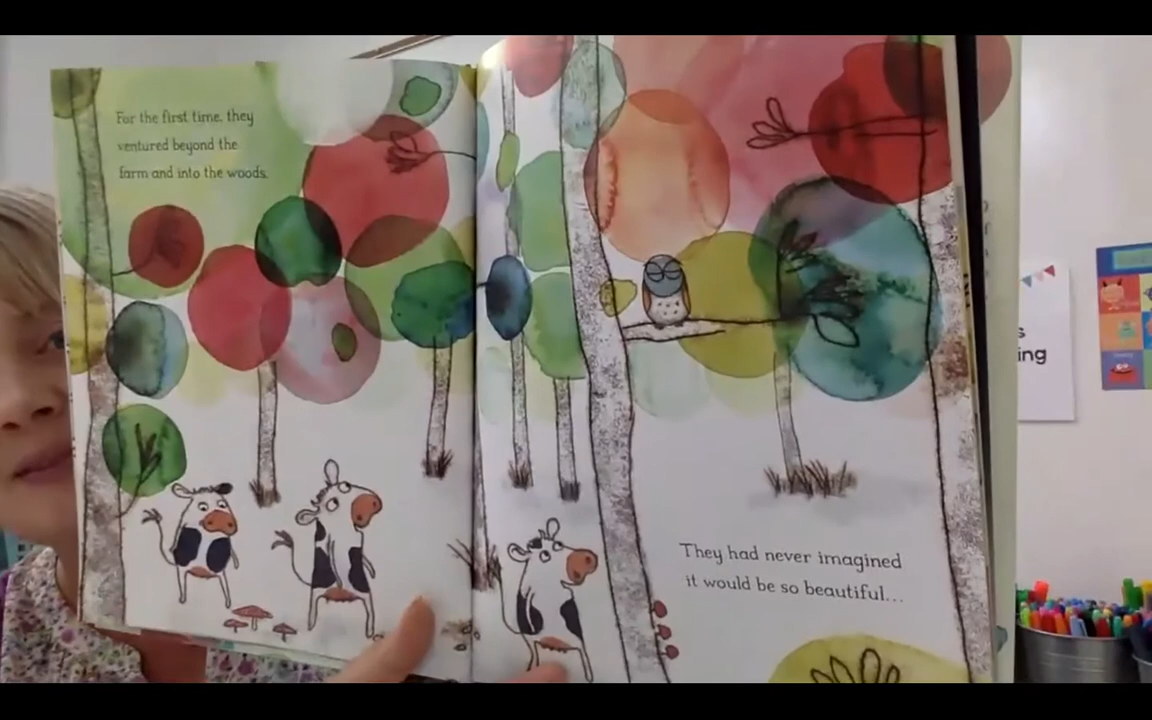 For the first time, they
ventured beyond the
farm and into the woods.
They had never imagined
it would be so beautiful...
s
ing